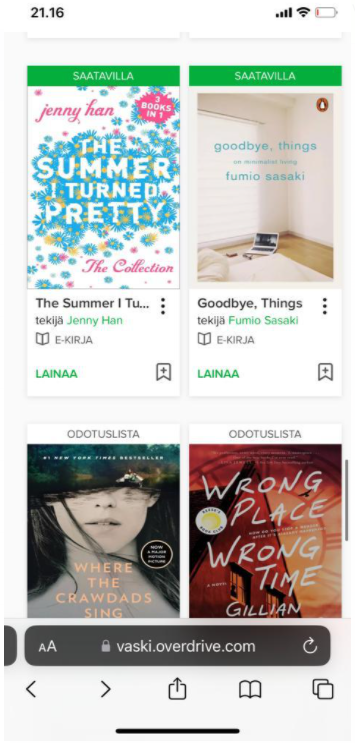 21.16
SAATAVILLA
jenny han
3
BOOKS
IN 1
THE
SUMMER
I TURNED
PRETTY
The Collection
The Summer I Tu...
tekijä Jenny Han
E-KIRJA
LAINAA
SAATAVILLA
goodbye, things
on minimalist living
fumio sasaki
Goodbye, Things
tekijä Fumio Sasaki
E-KIRJA
LAINAA
ODOTUSLISTA
#1 NEW YORK TIMES BESTSELLER
NOW
A MAJOR
MOTION
PICTURE
WHERE
THE
CRAWDADS
SING
ODOTUSLISTA
WRONG
PLACE
WRONG
TIME
A NOVEL
GILLIAN
AA
vaski.overdrive.com